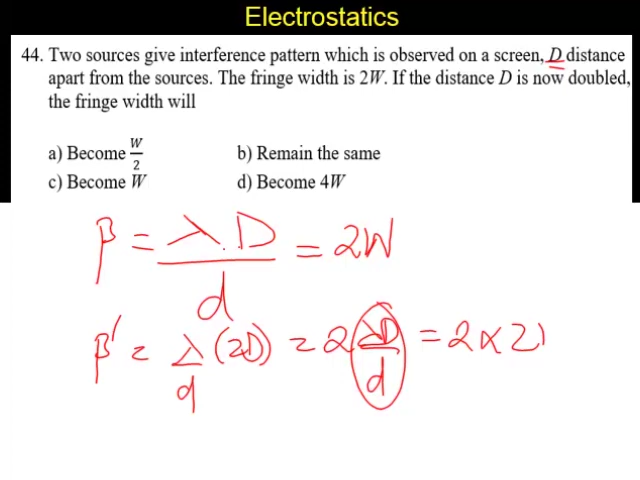 Electrostatics
44. Two sources give interference pattern which is observed on a screen, D distance
apart from the sources. The fringe width is 2W. If the distance D is now doubled,
the fringe width will
a) Become W/2 b) Remain the same
c) Become W d) Become 4W
β = λ.D/d = 2W
β' = λ/d (2D) = 2 (λD/d) = 2 × 2